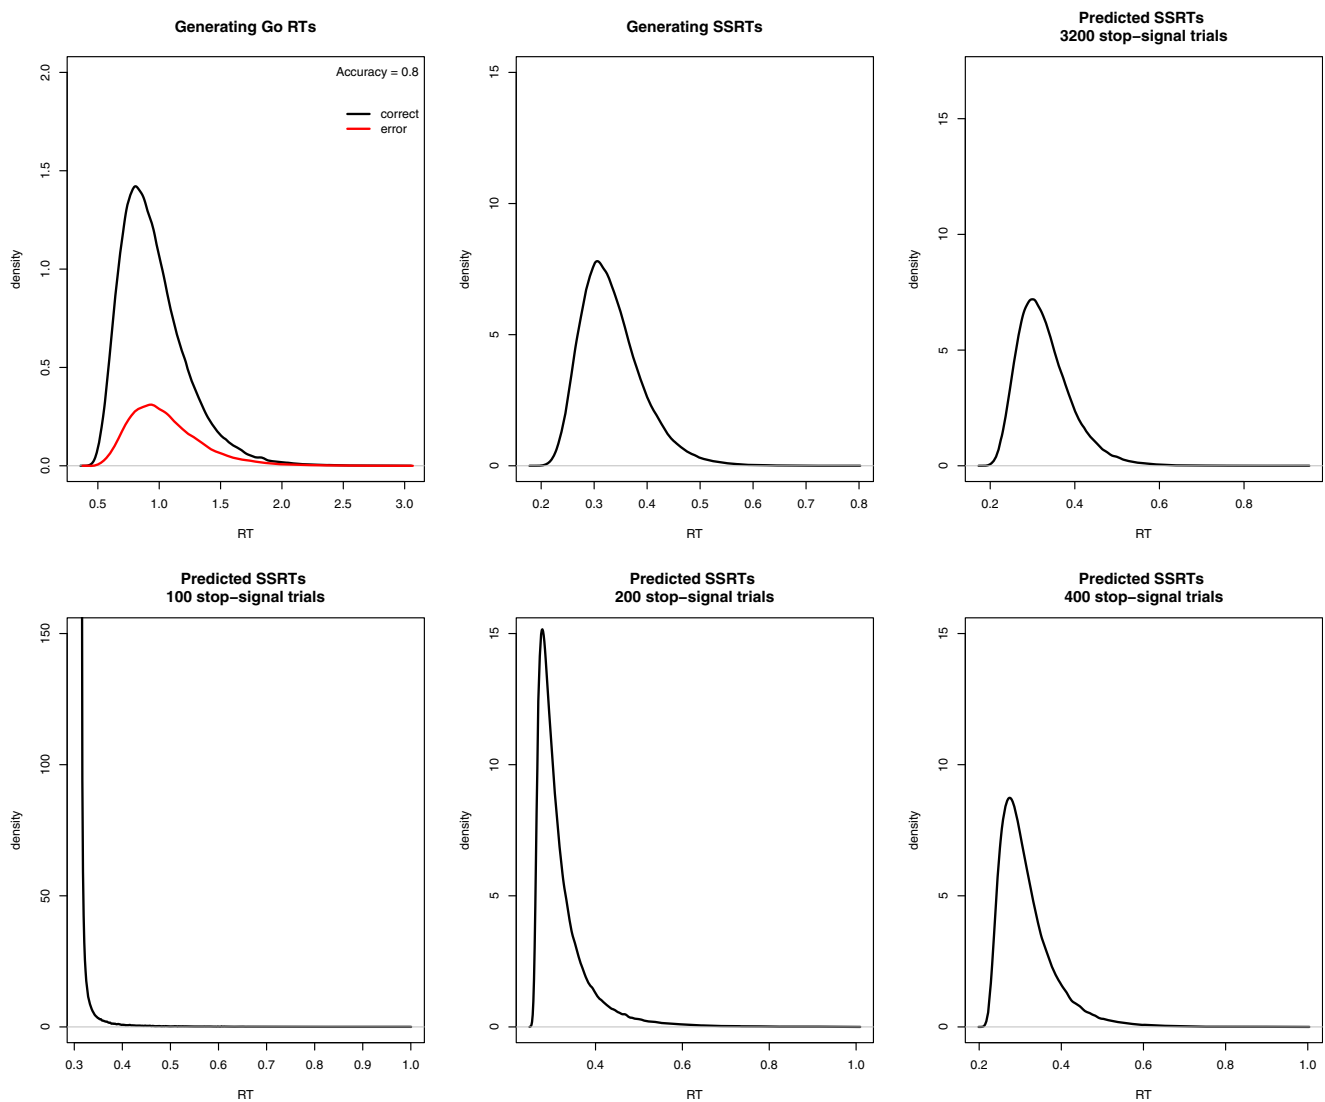 Generating Go RTs
Accuracy = 0.8
correct
error
density
0.0
0.5
1.0
1.5
2.0
0.5
1.0
1.5
2.0
2.5
3.0
RT
Generating SSRTs
density
0
5
10
15
0.2
0.3
0.4
0.5
0.6
0.7
0.8
RT
Predicted SSRTs
3200 stop−signal trials
density
0
5
10
15
0.2
0.4
0.6
0.8
RT
Predicted SSRTs
100 stop−signal trials
density
0
50
100
150
0.3
0.4
0.5
0.6
0.7
0.8
0.9
1.0
RT
Predicted SSRTs
200 stop−signal trials
density
0
5
10
15
0.4
0.6
0.8
1.0
RT
Predicted SSRTs
400 stop−signal trials
density
0
5
10
15
0.2
0.4
0.6
0.8
1.0
RT